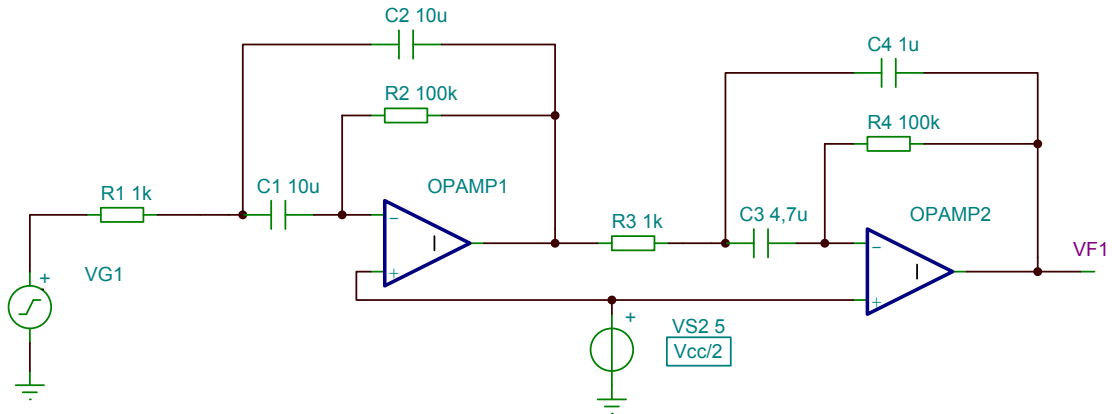 C2 10u
C4 1u
R2 100k
R4 100k
C1 10u
OPAMP1
R1 1k
R3 1k
C3 4,7u
OPAMP2
−
+
−
+
VG1
+
VF1
+
VS2 5
Vcc/2